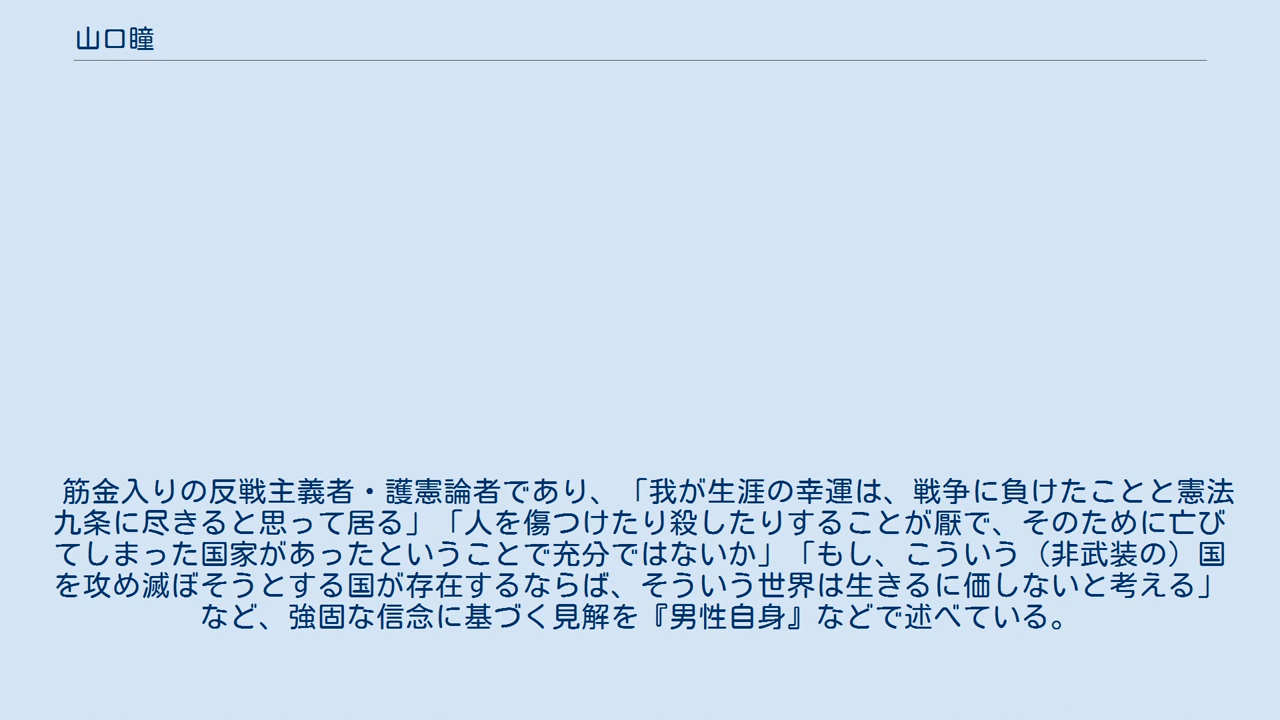 山口瞳
筋金入りの反戦主義者・護憲論者であり、「我が生涯の幸運は、戦争に負けたことと憲法
九条に尽きると思って居る」「人を傷つけたり殺したりすることが厭で、そのために亡び
てしまった国家があったということで充分ではないか」「もし、こういう（非武装の）国
を攻め滅ぼそうとする国が存在するならば、そういう世界は生きるに価しないと考える」
など、強固な信念に基づく見解を『男性自身』などで述べている。